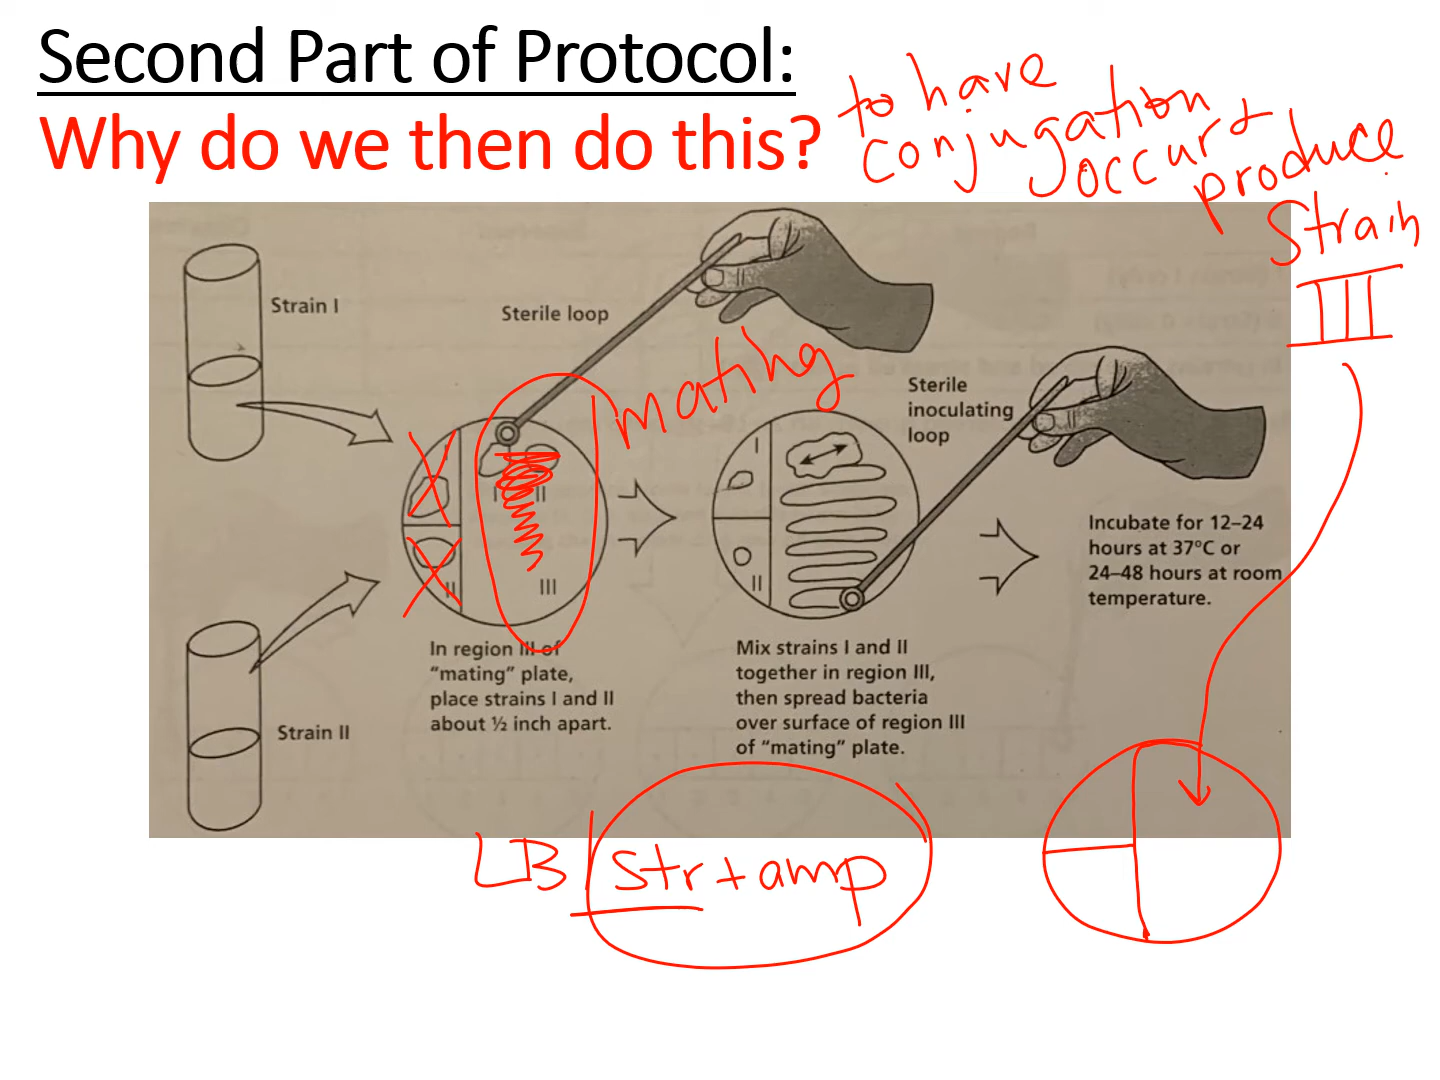 Second Part of Protocol:
Why do we then do this?
to have
conjugation
occur +
produce
Strain
III
Strain I
Sterile loop
mating
Sterile
inoculating
loop
I
II
I
II
III
II
Incubate for 12–24
hours at 37°C or
24–48 hours at room
temperature.
In region III of
"mating" plate,
place strains I and II
about ½ inch apart.
Mix strains I and II
together in region III,
then spread bacteria
over surface of region III
of "mating" plate.
Strain II
LB/str+amp